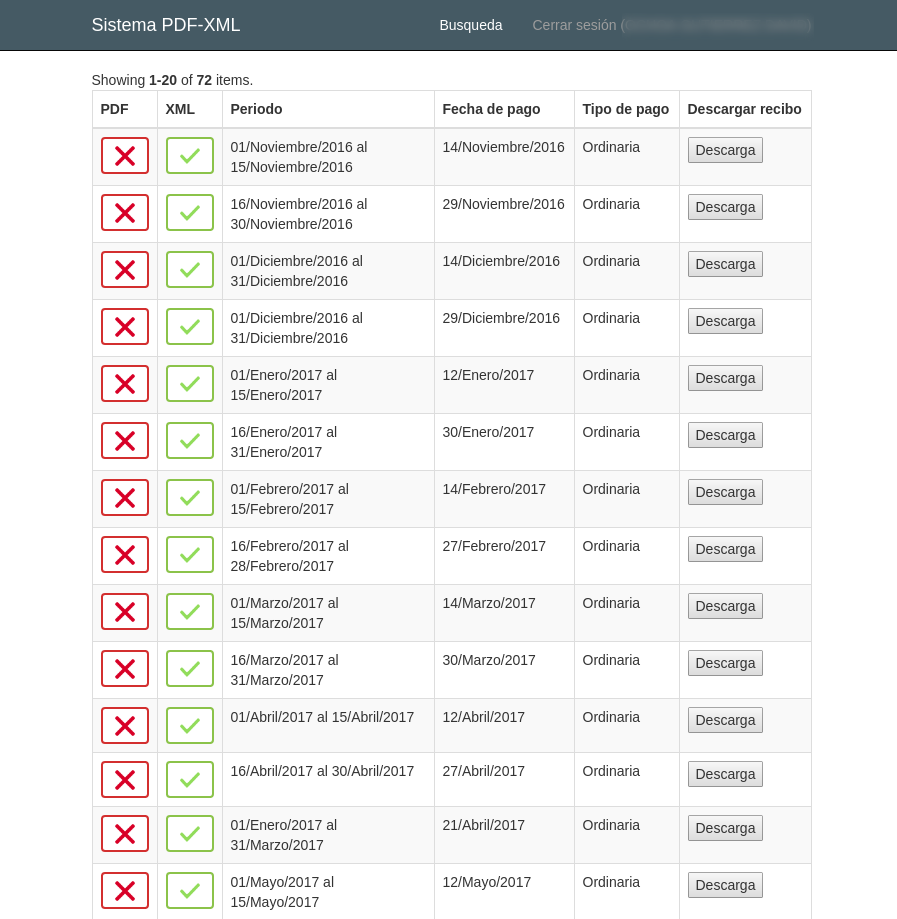 Sistema PDF-XML Busqueda Cerrar sesión (
Showing 1-20 of 72 items.
PDF XML Periodo Fecha de pago Tipo de pago Descargar recibo
01/Noviembre/2016 al 14/Noviembre/2016 Ordinaria Descarga
15/Noviembre/2016
16/Noviembre/2016 al 29/Noviembre/2016 Ordinaria Descarga
30/Noviembre/2016
01/Diciembre/2016 al 14/Diciembre/2016 Ordinaria Descarga
31/Diciembre/2016
01/Diciembre/2016 al 29/Diciembre/2016 Ordinaria Descarga
31/Diciembre/2016
01/Enero/2017 al 12/Enero/2017 Ordinaria Descarga
15/Enero/2017
16/Enero/2017 al 30/Enero/2017 Ordinaria Descarga
31/Enero/2017
01/Febrero/2017 al 14/Febrero/2017 Ordinaria Descarga
15/Febrero/2017
16/Febrero/2017 al 27/Febrero/2017 Ordinaria Descarga
28/Febrero/2017
01/Marzo/2017 al 14/Marzo/2017 Ordinaria Descarga
15/Marzo/2017
16/Marzo/2017 al 30/Marzo/2017 Ordinaria Descarga
31/Marzo/2017
01/Abril/2017 al 15/Abril/2017 12/Abril/2017 Ordinaria Descarga
16/Abril/2017 al 30/Abril/2017 27/Abril/2017 Ordinaria Descarga
01/Enero/2017 al 21/Abril/2017 Ordinaria Descarga
31/Marzo/2017
01/Mayo/2017 al 12/Mayo/2017 Ordinaria Descarga
15/Mayo/2017